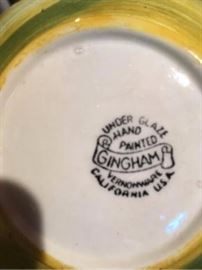 UNDER GLAZE
HAND
PAINTED
GINGHAM
VERNONWARE
CALIFORNIA U.S.A